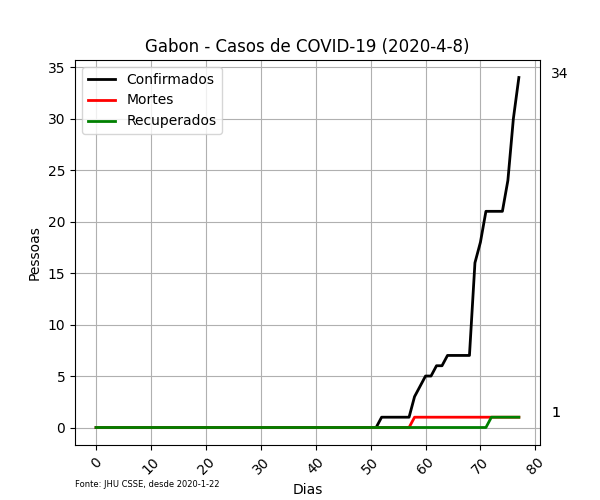 Gabon - Casos de COVID-19 (2020-4-8)
Confirmados
Mortes
Recuperados
34
1
35
30
25
20
15
10
5
0
Pessoas
0 10 20 30 40 50 60 70 80
Dias
Fonte: JHU CSSE, desde 2020-1-22